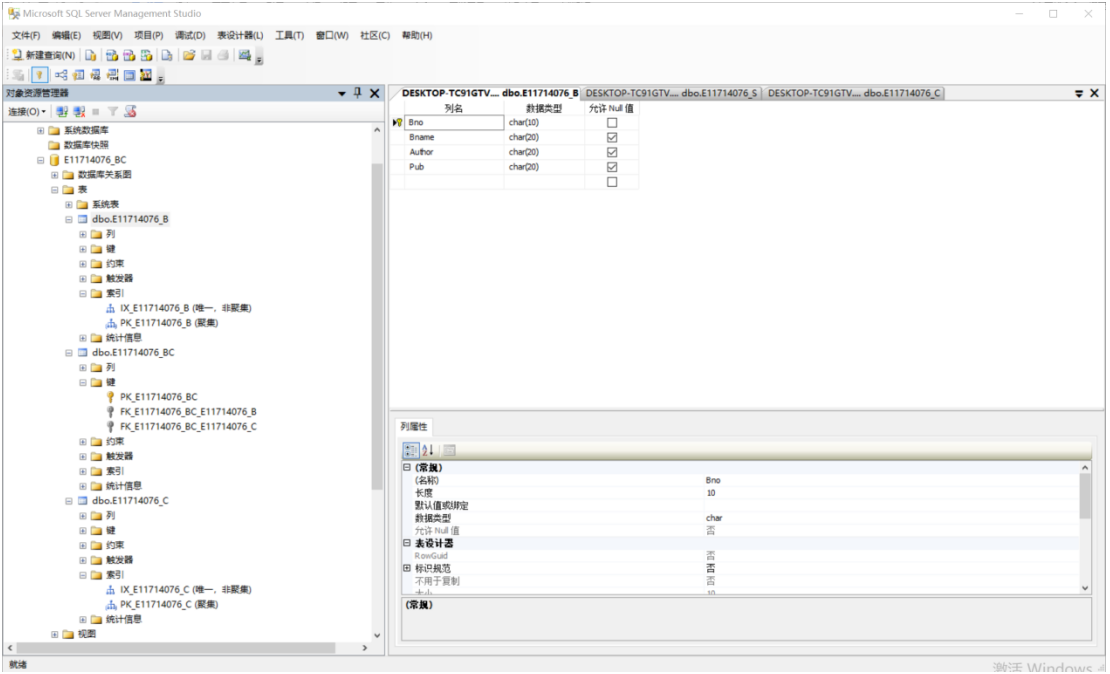 Microsoft SQL Server Management Studio
文件(F) 编辑(E) 视图(V) 项目(P) 调试(D) 表设计器(L) 工具(T) 窗口(W) 社区(C) 帮助(H)
新建查询(N)
对象资源管理器
连接(O)
系统数据库
数据库快照
E11714076_BC
数据库关系图
表
系统表
dbo.E11714076_B
列
键
约束
触发器
索引
IX_E11714076_B (唯一，非聚集)
PK_E11714076_B (聚集)
统计信息
dbo.E11714076_BC
列
键
PK_E11714076_BC
FK_E11714076_BC_E11714076_B
FK_E11714076_BC_E11714076_C
约束
触发器
索引
统计信息
dbo.E11714076_C
列
键
约束
触发器
索引
IX_E11714076_C (唯一，非聚集)
PK_E11714076_C (聚集)
统计信息
视图
DESKTOP-TC91GTV.... dbo.E11714076_B DESKTOP-TC91GTV.... dbo.E11714076_S DESKTOP-TC91GTV.... dbo.E11714076_C
列名 数据类型 允许 Null 值
Bno char(10)
Bname char(20)
Author char(20)
Pub char(20)
列属性
(常规)
(名称) Bno
长度 10
默认值或绑定
数据类型 char
允许 Null 值 否
表设计器
RowGuid 否
标识规范 否
不用于复制 否
大小 10
(常规)
就绪
激活 Windows